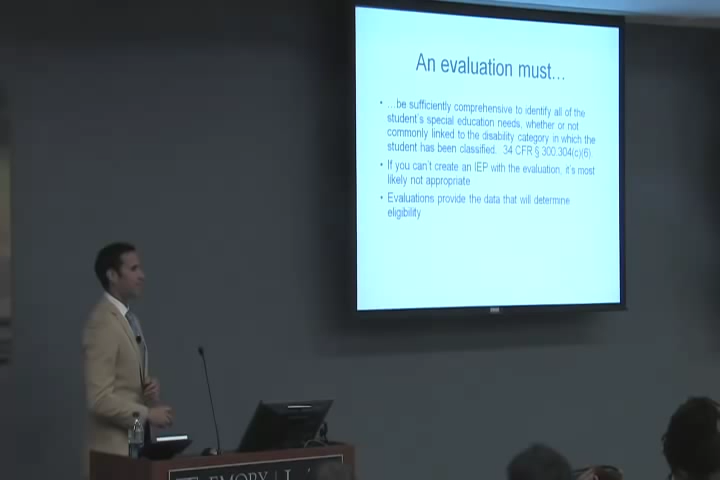 An evaluation must…
• …be sufficiently comprehensive to identify all of the
student's special education needs, whether or not
commonly linked to the disability category in which the
student has been classified. 34 CFR § 300.304(c)(6)
• If you can't create an IEP with the evaluation, it's most
likely not appropriate
• Evaluations provide the data that will determine
eligibility
EMORY